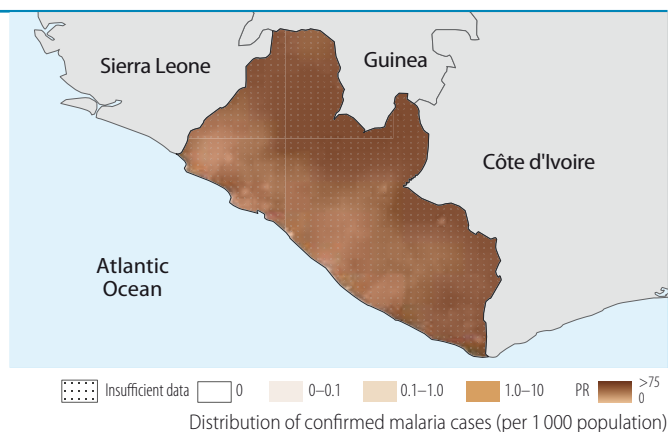 Sierra Leone
Guinea
Côte d'Ivoire
Atlantic
Ocean
Insufficient data 0 0–0.1 0.1–1.0 1.0–10 PR >75
0
Distribution of confirmed malaria cases (per 1 000 population)